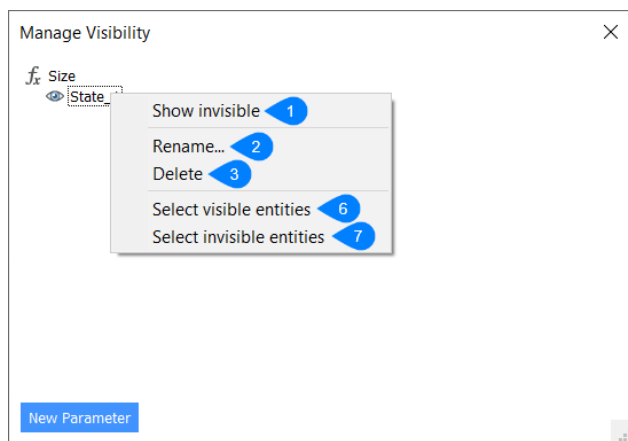 Manage Visibility
fx Size
State_
Show invisible 1
Rename... 2
Delete 3
Select visible entities 6
Select invisible entities 7
New Parameter